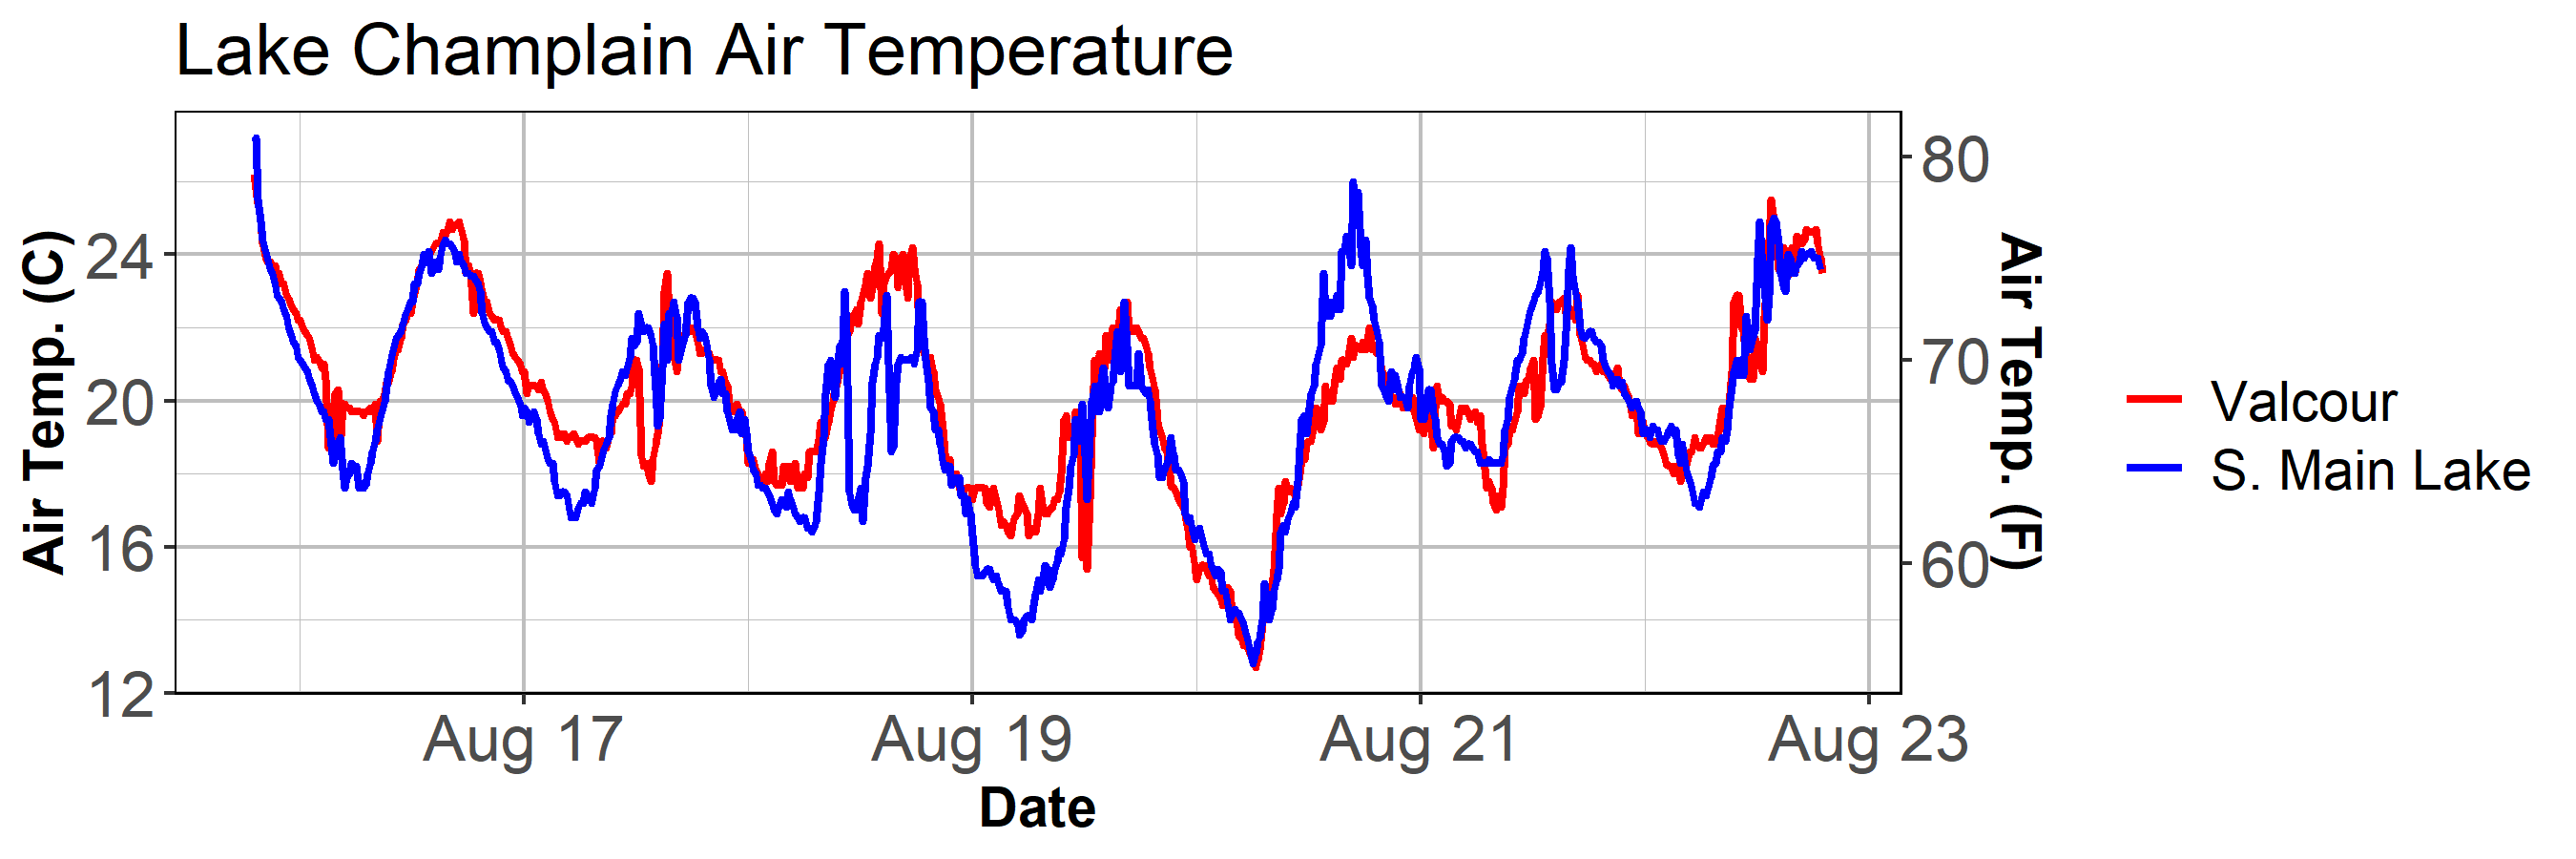 Lake Champlain Air Temperature
Air Temp. (C)
24
20
16
12
80
70
60
Air Temp. (F)
Aug 17
Aug 19
Aug 21
Aug 23
Date
Valcour
S. Main Lake